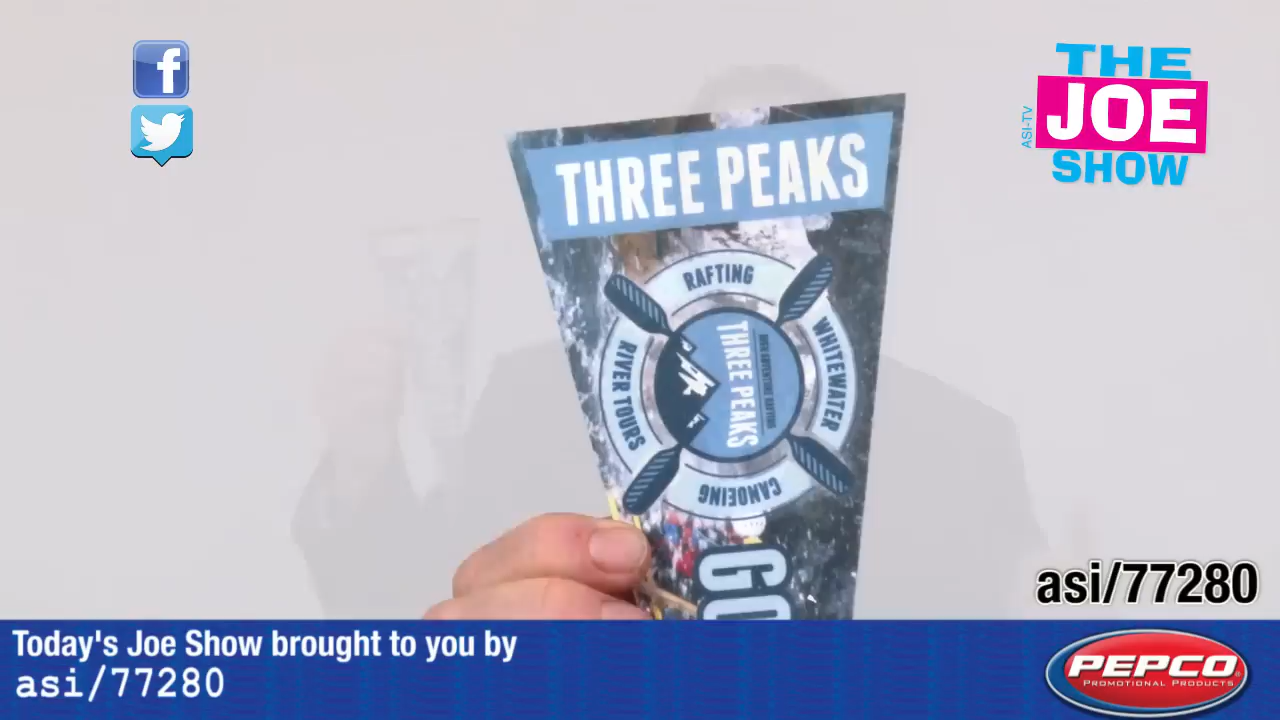 f
THE
JOE
SHOW
ASI-TV
THREE PEAKS
RAFTING
WHITEWATER
CANOEING
RIVER TOURS
THREE PEAKS
GO
asi/77280
Today's Joe Show brought to you by
asi/77280
PEPCO
PROMOTIONAL PRODUCTS